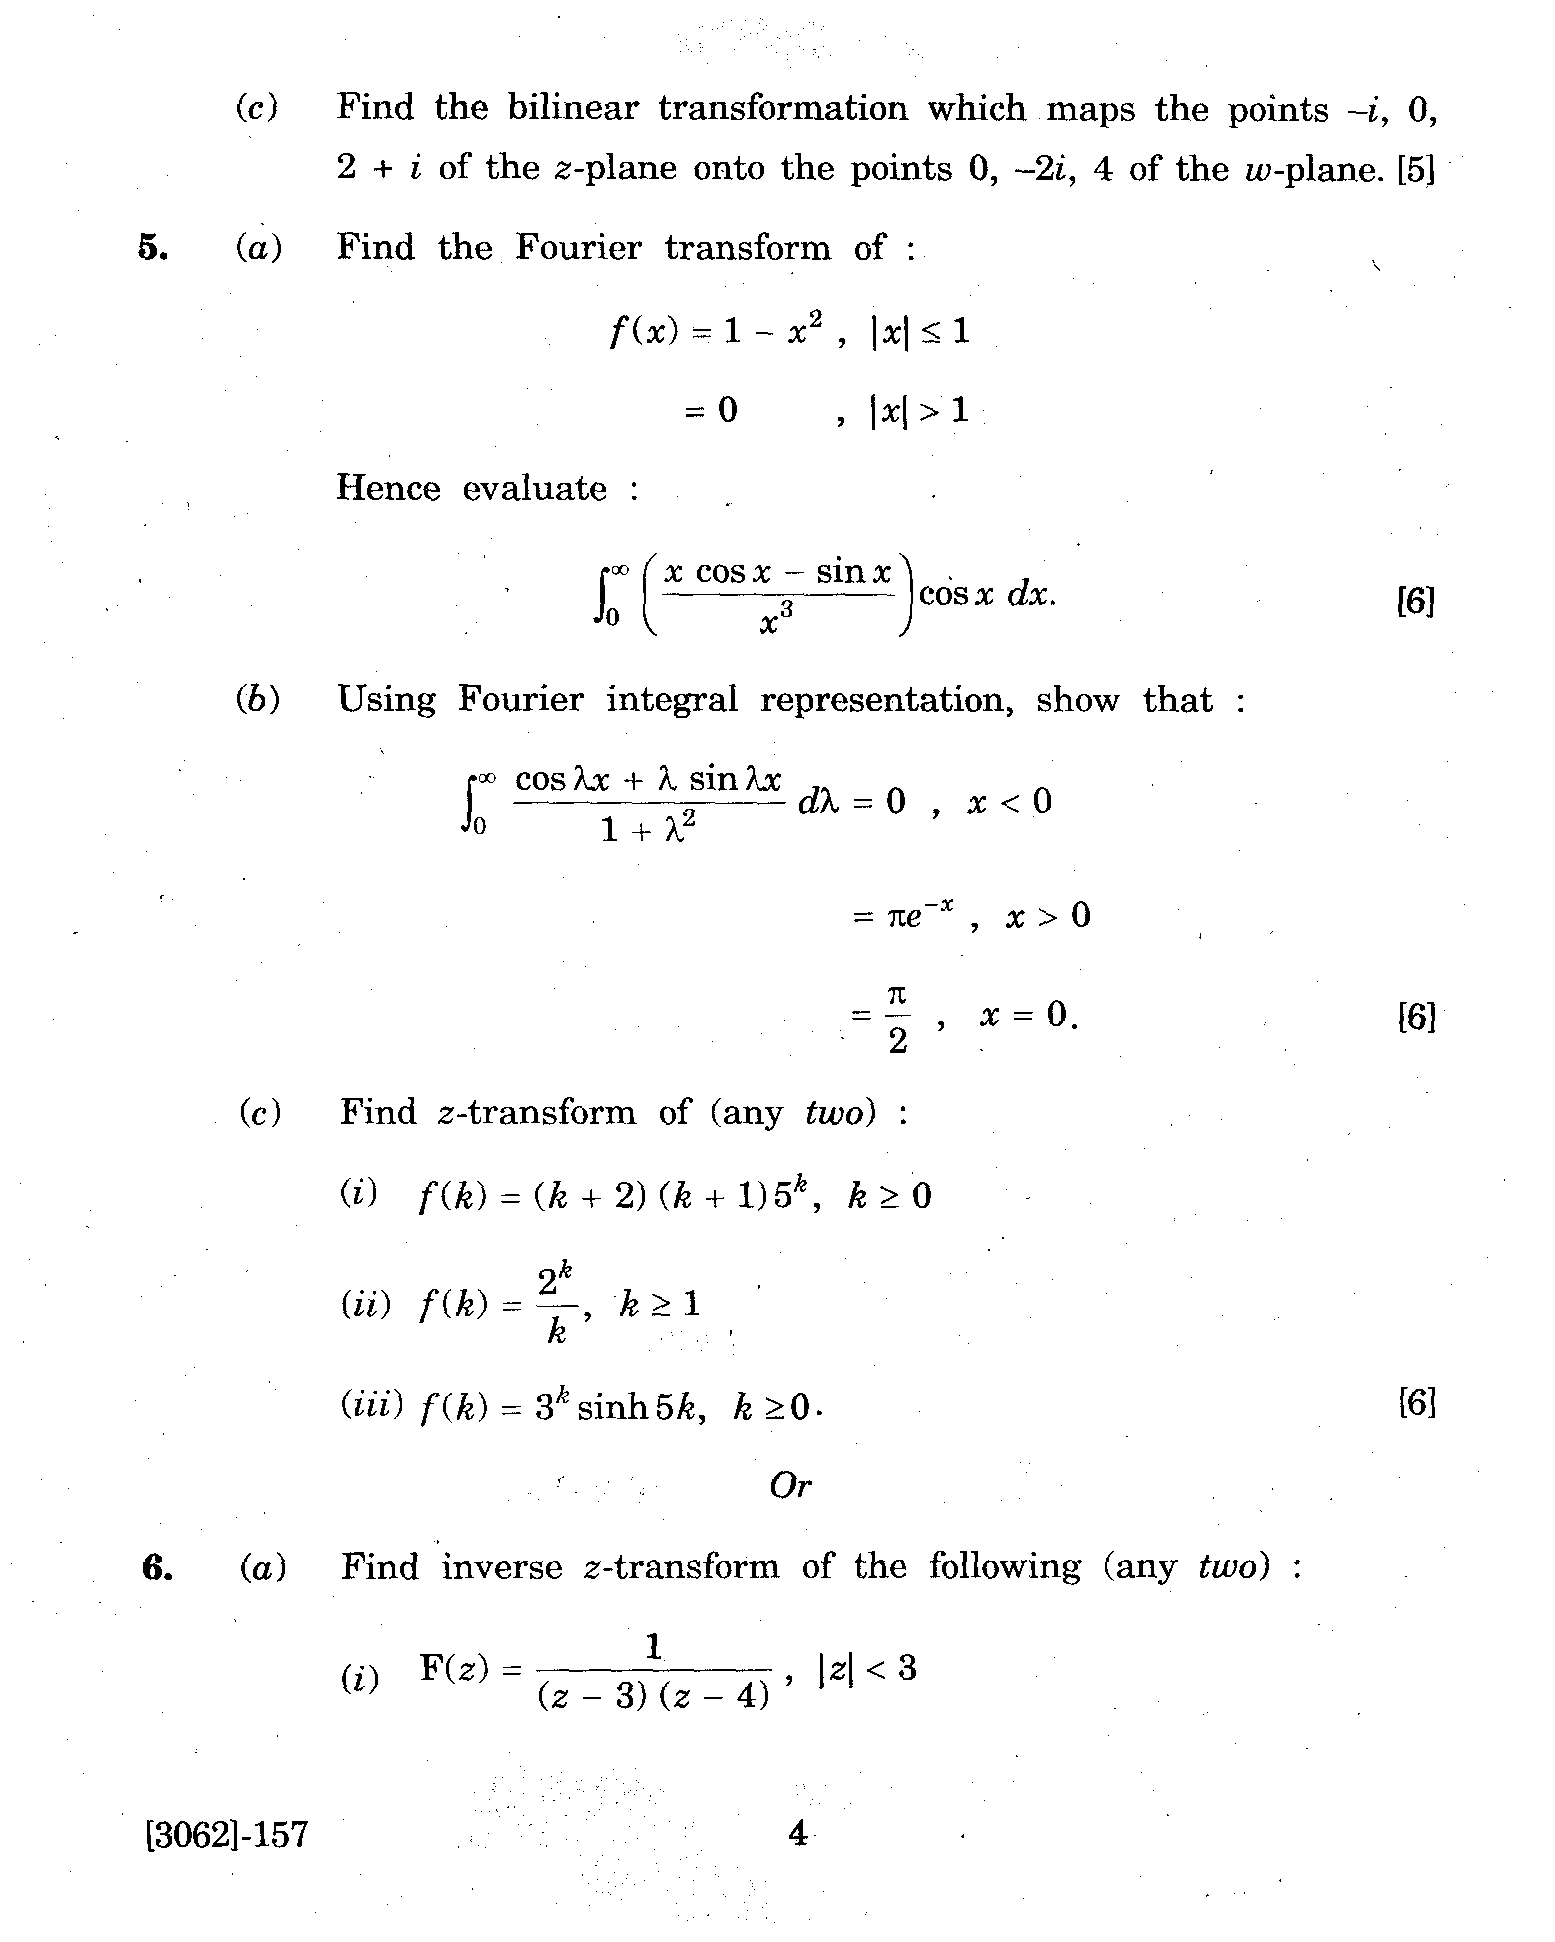 (c) Find the bilinear transformation which maps the points –i, 0,
2 + i of the z-plane onto the points 0, –2i, 4 of the w-plane. [5]
5. (a) Find the Fourier transform of :
f(x) = 1 – x² , |x| ≤ 1
= 0 , |x| > 1
Hence evaluate :
∫₀^∞ ( (x cos x – sin x) / x³ ) cos x dx. [6]
(b) Using Fourier integral representation, show that :
∫₀^∞ (cos λx + λ sin λx) / (1 + λ²) dλ = 0 , x < 0
= πe^(–x) , x > 0
= π/2 , x = 0. [6]
(c) Find z-transform of (any two) :
(i) f(k) = (k + 2) (k + 1)5^k, k ≥ 0
(ii) f(k) = 2^k / k, k ≥ 1
(iii) f(k) = 3^k sinh 5k, k ≥ 0. [6]
Or
6. (a) Find inverse z-transform of the following (any two) :
(i) F(z) = 1 / ((z – 3) (z – 4)) , |z| < 3
[3062]-157 4